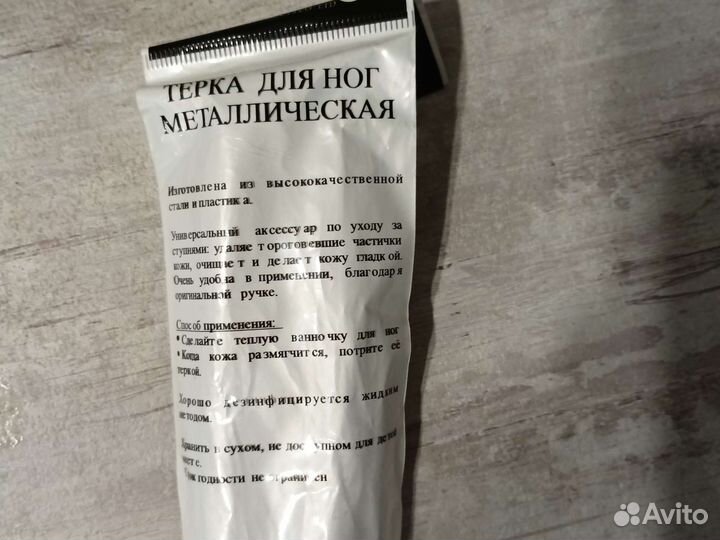 LTD
ТЕРКА ДЛЯ НОГ
МЕТАЛЛИЧЕСКАЯ
Изготовлена из высококачественной
стали и пластика.
Универсальный аксессуар по уходу за
ступнями: удаляет ороговевшие частички
кожи, очищает и делает кожу гладкой.
Очень удобна в применении, благодаря
оригинальной ручке.
Способ применения:
• Сделайте теплую ванночку для ног
• Когда кожа размягчится, потрите её
теркой.
Хорошо дезинфицируется жидким
методом.
Хранить в сухом, не доступном для детей
месте.
Срок годности не ограничен
Avito